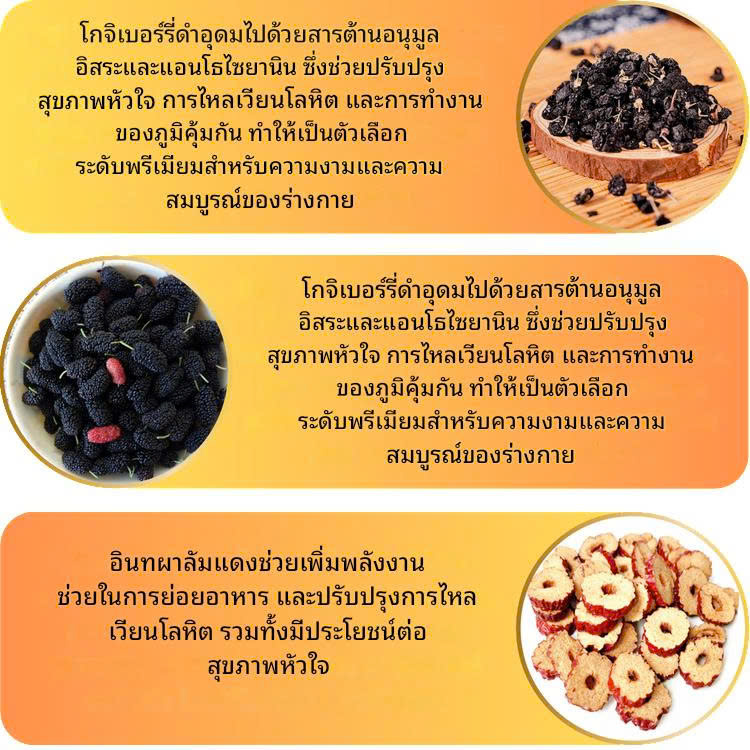 โกจิเบอร์รี่ดำอุดมไปด้วยสารต้านอนุมูล
อิสระและแอนโธไซยานิน ซึ่งช่วยปรับปรุง
สุขภาพหัวใจ การไหลเวียนโลหิต และการทำงาน
ของภูมิคุ้มกัน ทำให้เป็นตัวเลือก
ระดับพรีเมียมสำหรับความงามและความ
สมบูรณ์ของร่างกาย
โกจิเบอร์รี่ดำอุดมไปด้วยสารต้านอนุมูล
อิสระและแอนโธไซยานิน ซึ่งช่วยปรับปรุง
สุขภาพหัวใจ การไหลเวียนโลหิต และการทำงาน
ของภูมิคุ้มกัน ทำให้เป็นตัวเลือก
ระดับพรีเมียมสำหรับความงามและความ
สมบูรณ์ของร่างกาย
อินทผาลัมแดงช่วยเพิ่มพลังงาน
ช่วยในการย่อยอาหาร และปรับปรุงการไหล
เวียนโลหิต รวมทั้งมีประโยชน์ต่อ
สุขภาพหัวใจ